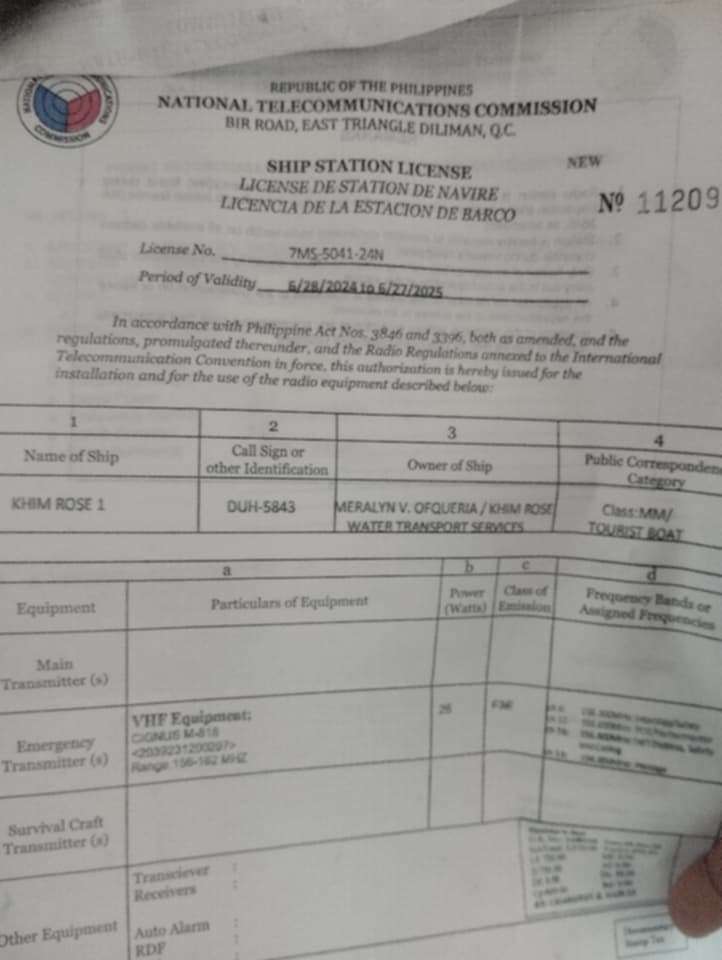 REPUBLIC OF THE PHILIPPINES
NATIONAL TELECOMMUNICATIONS COMMISSION
BIR ROAD, EAST TRIANGLE DILIMAN, Q.C.
SHIP STATION LICENSE
NEW
LICENSE DE STATION DE NAVIRE
LICENCIA DE LA ESTACION DE BARCO
Nº 11209
License No. 7MS-5041-24N
Period of Validity 6/28/2024 to 6/27/2025
In accordance with Philippine Act Nos. 3846 and 3396, both as amended, and the
regulations, promulgated thereunder, and the Radio Regulations annexed to the International
Telecommunication Convention in force, this authorization is hereby issued for the
installation and for the use of the radio equipment described below:
1 2 3 4
Name of Ship
Call Sign or
other Identification
Owner of Ship
Public Corresponden
Category
KHIM ROSE 1
DUH-5843
MERALYN V. OFQUERIA / KHIM ROSE
WATER TRANSPORT SERVICES
Class:MM/
TOURIST BOAT
a b c d
Equipment
Particulars of Equipment
Power
(Watts)
Class of
Emission
Frequency Bands or
Assigned Frequencies
Main
Transmitter (s)
Emergency
Transmitter (s)
VHF Equipment:
CIGNUS M-818
Range 156-162 MHZ
25
Survival Craft
Transmitter (s)
Other Equipment
Transciever :
Receivers :
Auto Alarm :
RDF :